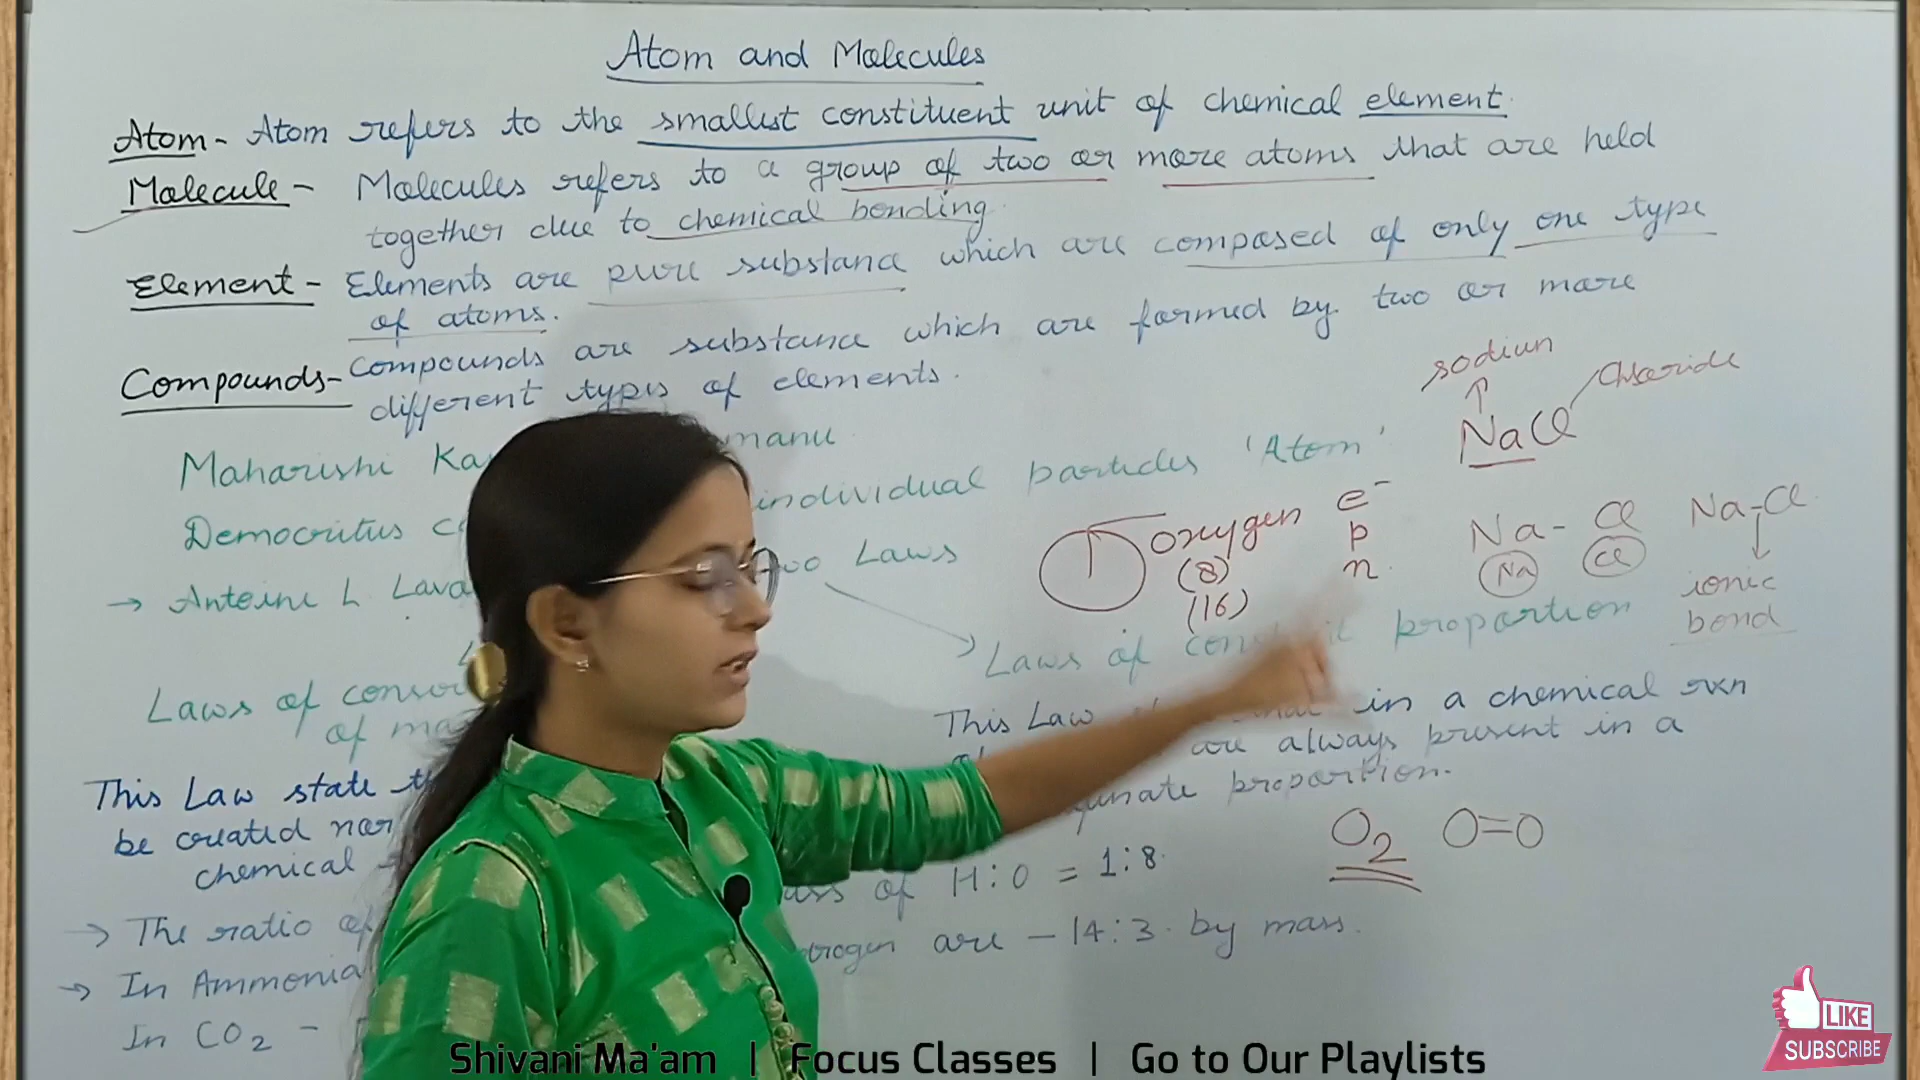 Atom and Molecules
Atom - Atom refers to the smallest constituent unit of chemical element.
Molecule - Molecules refers to a group of two or more atoms that are held
together due to chemical bonding.
Element - Elements are pure substance which are composed of only one type
of atoms.
Compounds - Compounds are substance which are formed by two or more
different types of elements.
sodium
Chloride
NaCl
Maharishi Ka manu
Democritus individual particles 'Atom'
oxygen
(8)
(16)
e⁻
p
n
Na - Cl
Na Cl
Na-Cl
ionic
bond
→ Antoine L Lava Laws
Laws of proportion
Laws of
of
This Law in a chemical rxn
are always present in a
proportion.
This Law state
be created nor
chemical
O₂ O=O
→ The ratio of of H:O = 1:8
→ In Ammonia are - 14:3 by mass.
In CO₂ -
Shivani Ma'am | Focus Classes | Go to Our Playlists
LIKE
SUBSCRIBE